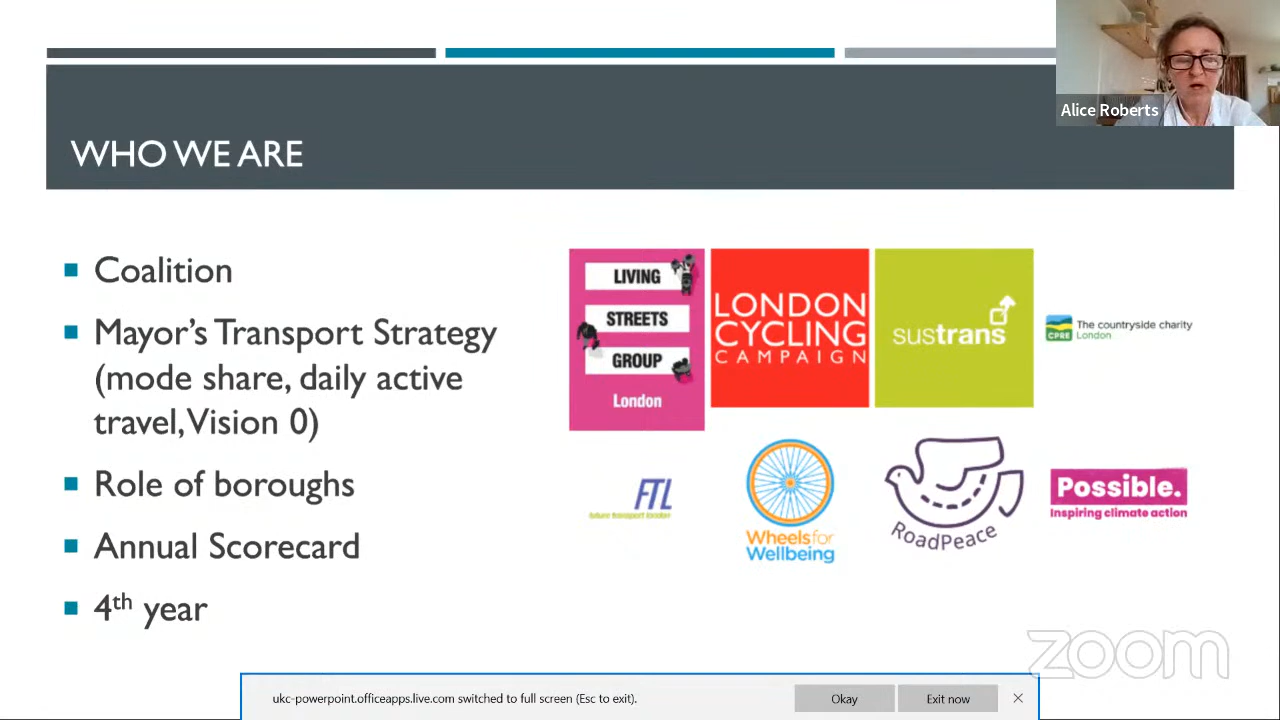 Alice Roberts
WHO WE ARE
Coalition
Mayor's Transport Strategy
(mode share, daily active
travel, Vision 0)
Role of boroughs
Annual Scorecard
4th year
LIVING
STREETS
GROUP
London
LONDON
CYCLING
CAMPAIGN
sustrans
CPRE
The countryside charity
London
FTL
future transport london
Wheels for
Wellbeing
RoadPeace
Possible.
Inspiring climate action
zoom
ukc-powerpoint.officeapps.live.com switched to full screen (Esc to exit).
Okay
Exit now